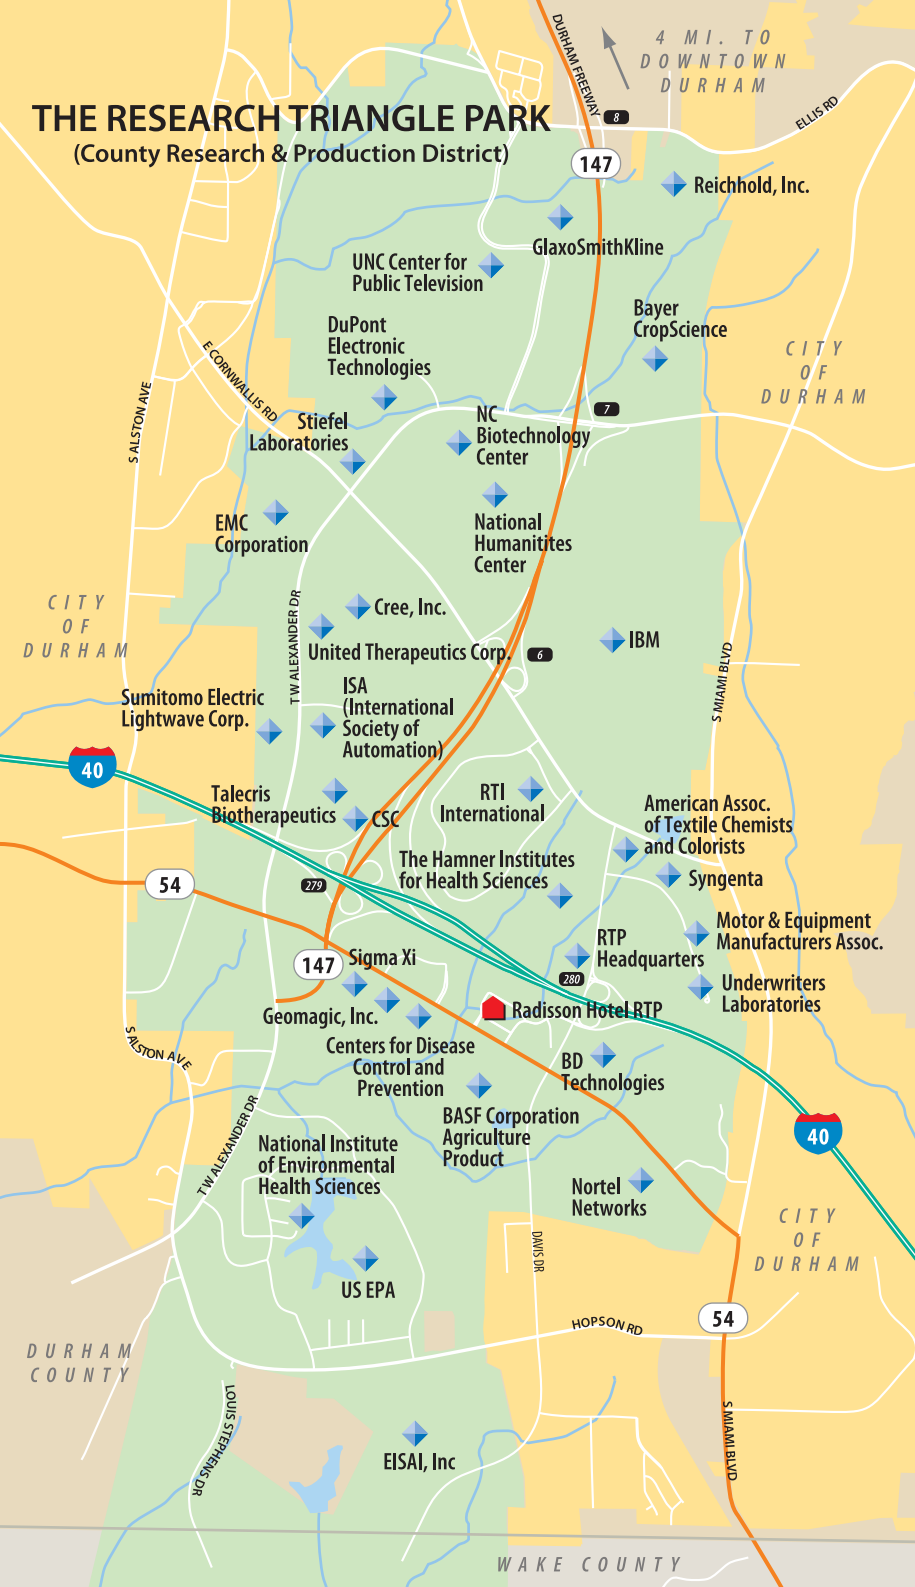 4 MI. TO
DOWNTOWN
DURHAM
DURHAM FREEWAY
ELLIS RD
THE RESEARCH TRIANGLE PARK
(County Research & Production District)
8
147
Reichhold, Inc.
GlaxoSmithKline
UNC Center for
Public Television
Bayer
CropScience
DuPont
Electronic
Technologies
CITY
OF
DURHAM
E CORNWALLIS RD
S ALSTON AVE
7
Stiefel
Laboratories
NC
Biotechnology
Center
EMC
Corporation
National
Humanitites
Center
CITY
OF
DURHAM
T W ALEXANDER DR
Cree, Inc.
United Therapeutics Corp.
6
IBM
S MIAMI BLVD
Sumitomo Electric
Lightwave Corp.
ISA
(International
Society of
Automation)
40
Talecris
Biotherapeutics
CSC
RTI
International
American Assoc.
of Textile Chemists
and Colorists
The Hamner Institutes
for Health Sciences
Syngenta
54
279
Motor & Equipment
Manufacturers Assoc.
RTP
Headquarters
147
Sigma Xi
280
Underwriters
Laboratories
Geomagic, Inc.
Radisson Hotel RTP
S ALSTON AVE
Centers for Disease
Control and
Prevention
BD
Technologies
T W ALEXANDER DR
BASF Corporation
Agriculture
Product
40
National Institute
of Environmental
Health Sciences
Nortel
Networks
CITY
OF
DURHAM
DAVIS DR
US EPA
HOPSON RD
54
DURHAM
COUNTY
LOUIS STEPHENS DR
S MIAMI BLVD
EISAI, Inc
WAKE COUNTY